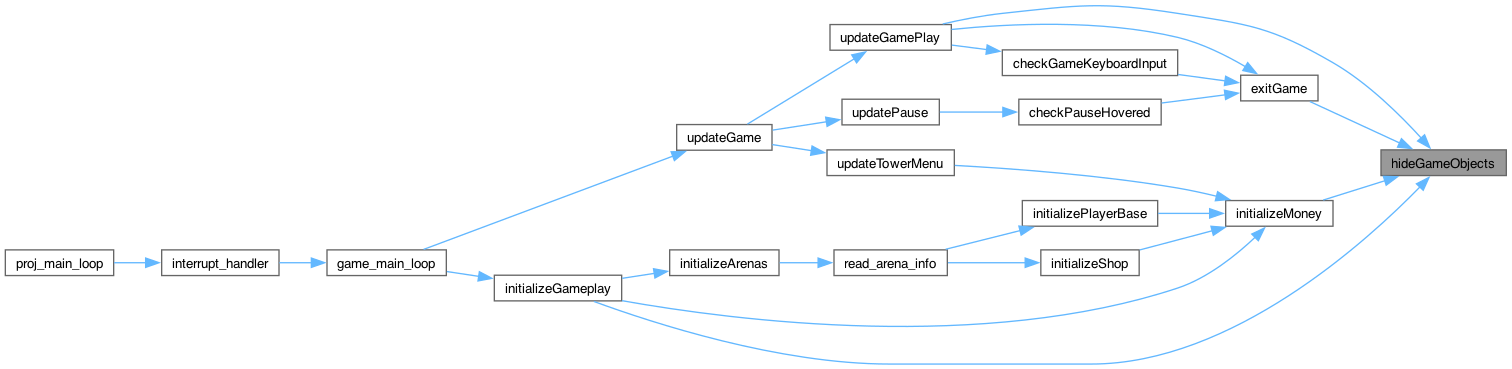 updateGamePlay
checkGameKeyboardInput
exitGame
updatePause
checkPauseHovered
updateGame
updateTowerMenu
hideGameObjects
initializePlayerBase
initializeMoney
proj_main_loop
interrupt_handler
game_main_loop
initializeArenas
read_arena_info
initializeShop
initializeGameplay